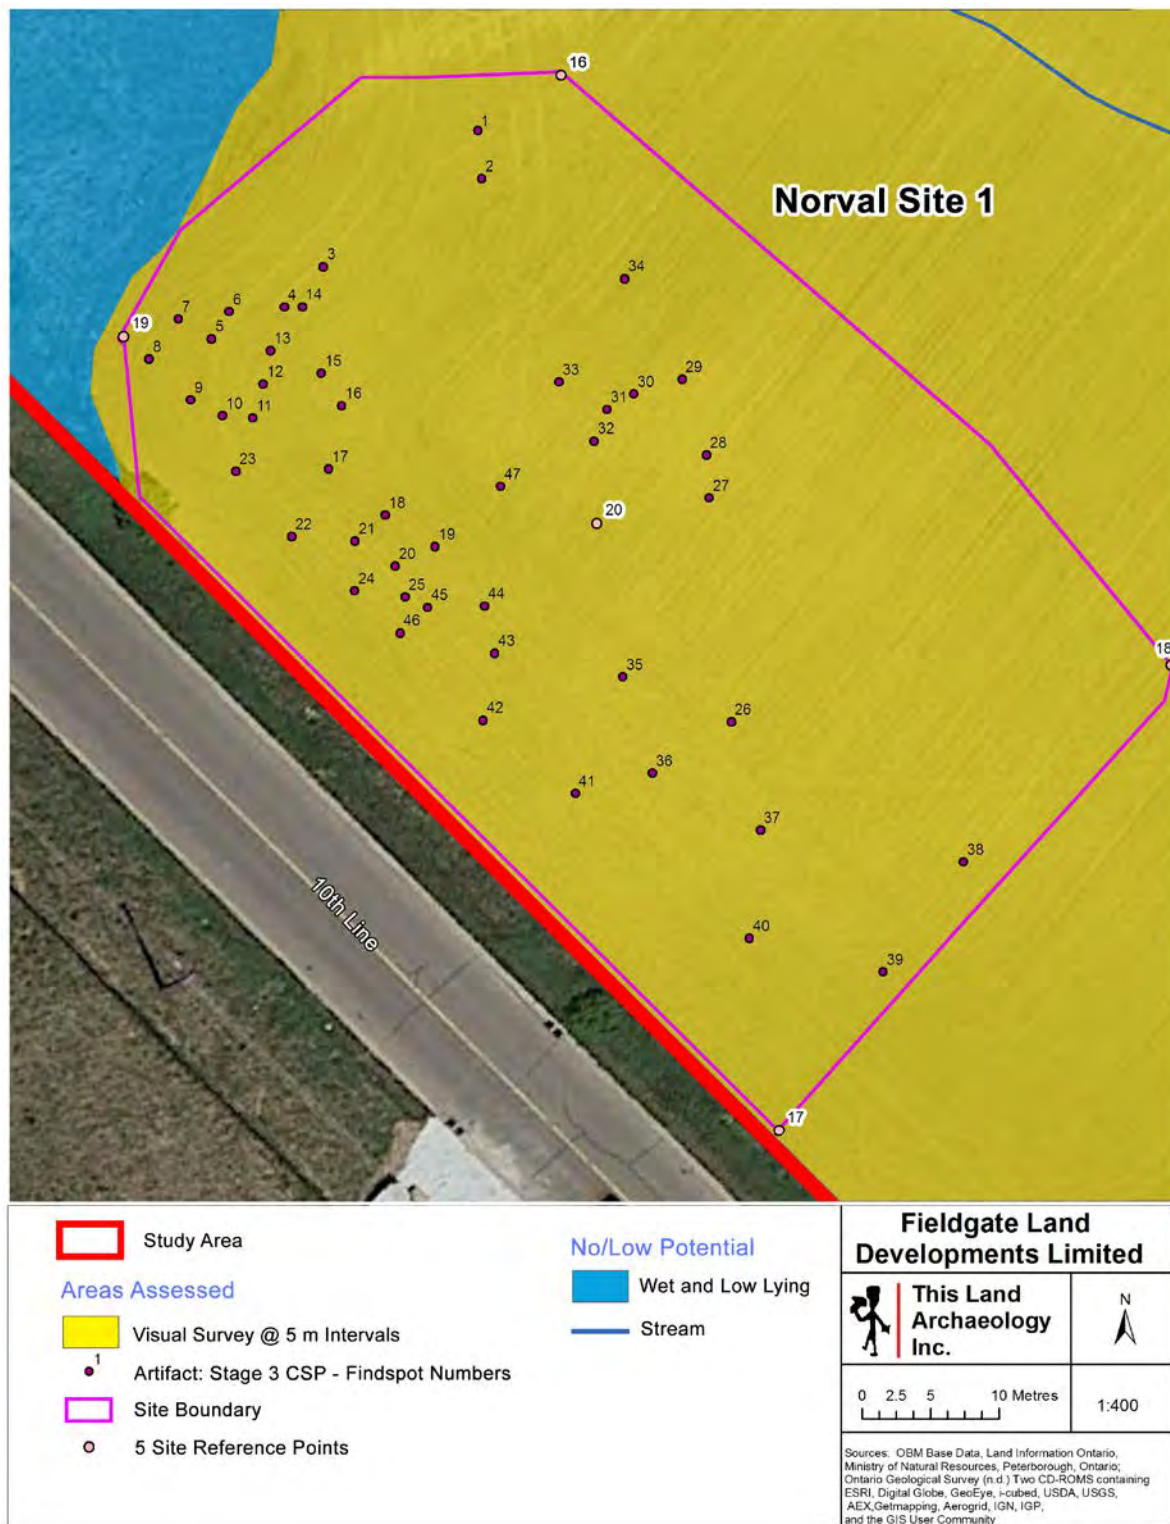 16
1
2
Norval Site 1
3
34
4 14
6
7
5
19
8
13
15
12
29
33
30
9
16
31
10
11
32
28
17
23
47
27
18
20
22
21
19
20
24
25
45
44
46
43
18
35
42
26
36
41
37
38
10th Line
40
39
17
Study Area
Areas Assessed
Visual Survey @ 5 m Intervals
1
Artifact: Stage 3 CSP - Findspot Numbers
Site Boundary
5 Site Reference Points
No/Low Potential
Wet and Low Lying
Stream
Fieldgate Land
Developments Limited
This Land
Archaeology
Inc.
N
0 2.5 5 10 Metres
1:400
Sources: OBM Base Data, Land Information Ontario,
Ministry of Natural Resources, Peterborough, Ontario;
Ontario Geological Survey (n.d.) Two CD-ROMS containing
ESRI, Digital Globe, GeoEye, i-cubed, USDA, USGS,
AEX,Getmapping, Aerogrid, IGN, IGP,
and the GIS User Community